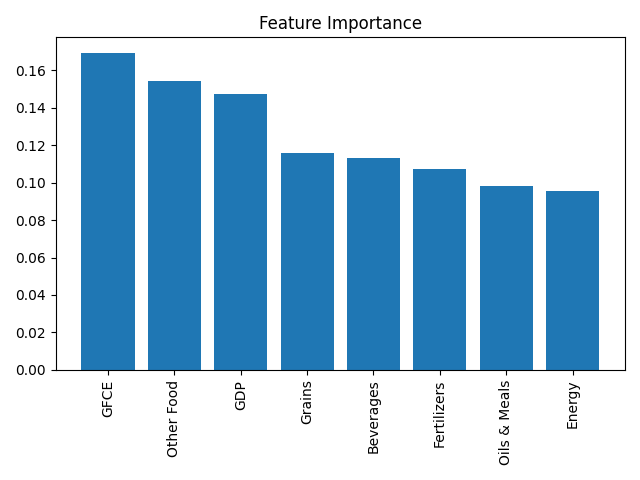 Feature Importance
0.16
0.14
0.12
0.10
0.08
0.06
0.04
0.02
0.00
GFCE
Other Food
GDP
Grains
Beverages
Fertilizers
Oils & Meals
Energy